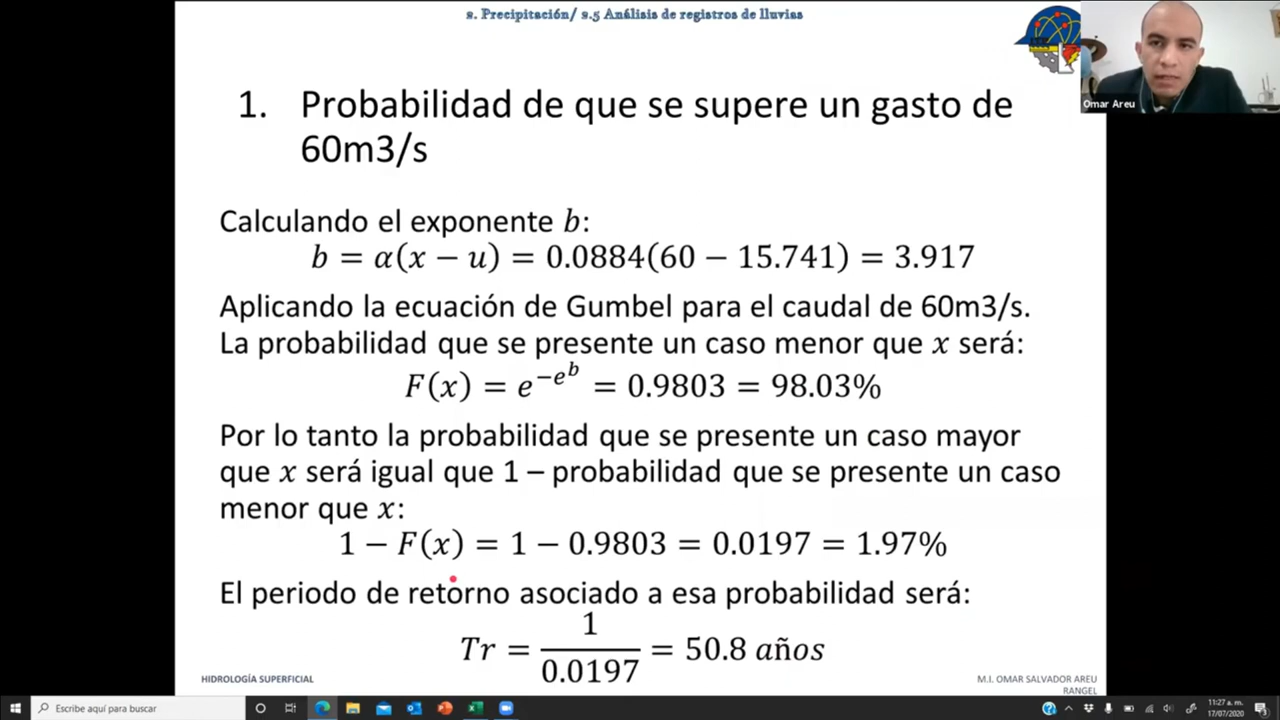 2. Precipitación/ 2.5 Análisis de registros de lluvias
Omar Areu
1. Probabilidad de que se supere un gasto de
60m3/s
Calculando el exponente b:
b = α(x − u) = 0.0884(60 − 15.741) = 3.917
Aplicando la ecuación de Gumbel para el caudal de 60m3/s.
La probabilidad que se presente un caso menor que x será:
F(x) = e^{−e^b} = 0.9803 = 98.03%
Por lo tanto la probabilidad que se presente un caso mayor
que x será igual que 1 – probabilidad que se presente un caso
menor que x:
1 − F(x) = 1 − 0.9803 = 0.0197 = 1.97%
El periodo de retorno asociado a esa probabilidad será:
Tr = 1/0.0197 = 50.8 años
HIDROLOGÍA SUPERFICIAL
M.I. OMAR SALVADOR AREU
RANGEL
Escribe aquí para buscar
11:27 a. m.
17/07/2020